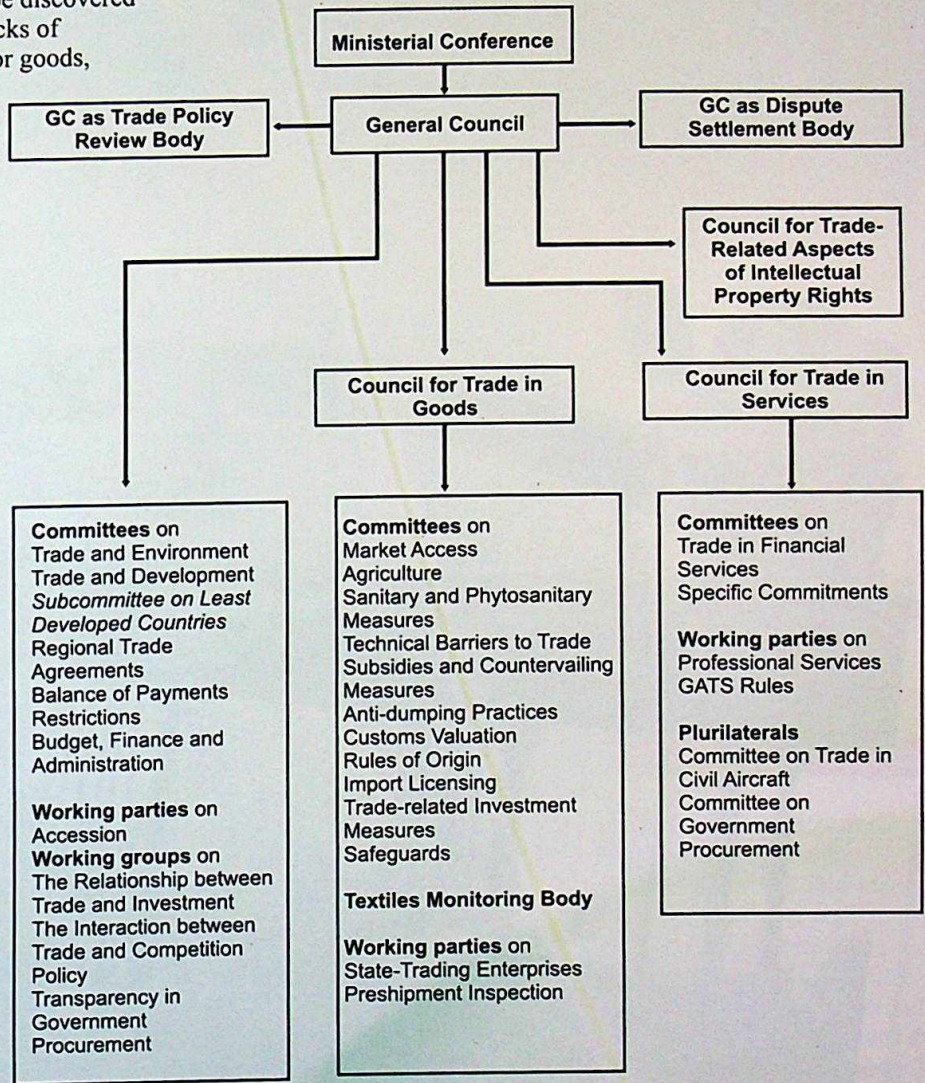 be discovered
cks of
or goods,
Ministerial Conference
GC as Trade Policy
Review Body
General Council
GC as Dispute
Settlement Body
Council for Trade-
Related Aspects
of Intellectual
Property Rights
Council for Trade in
Goods
Council for Trade in
Services
Committees on
Trade and Environment
Trade and Development
Subcommittee on Least
Developed Countries
Regional Trade
Agreements
Balance of Payments
Restrictions
Budget, Finance and
Administration
Working parties on
Accession
Working groups on
The Relationship between
Trade and Investment
The Interaction between
Trade and Competition
Policy
Transparency in
Government
Procurement
Committees on
Market Access
Agriculture
Sanitary and Phytosanitary
Measures
Technical Barriers to Trade
Subsidies and Countervailing
Measures
Anti-dumping Practices
Customs Valuation
Rules of Origin
Import Licensing
Trade-related Investment
Measures
Safeguards
Textiles Monitoring Body
Working parties on
State-Trading Enterprises
Preshipment Inspection
Committees on
Trade in Financial
Services
Specific Commitments
Working parties on
Professional Services
GATS Rules
Plurilaterals
Committee on Trade in
Civil Aircraft
Committee on
Government
Procurement